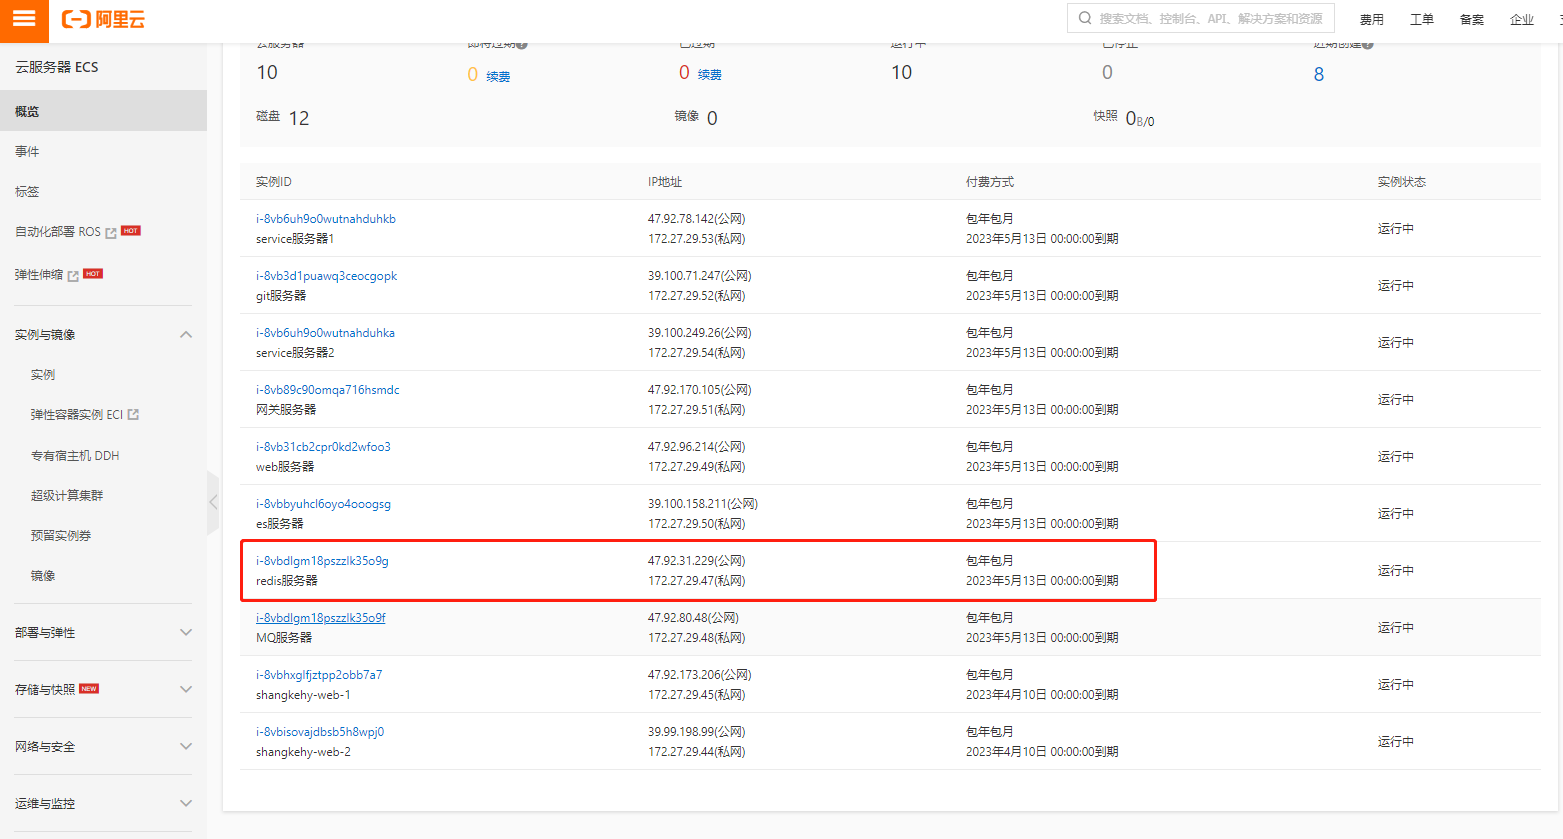 阿里云
搜索文档、控制台、API、解决方案和资源
费用
工单
备案
企业
云服务器 ECS
概览
事件
标签
自动化部署 ROS HOT
弹性伸缩 HOT
实例与镜像
实例
弹性容器实例 ECI
专有宿主机 DDH
超级计算集群
预留实例券
镜像
部署与弹性
存储与快照 NEW
网络与安全
运维与监控
云服务器
即将过期
已过期
运行中
已停止
近期创建
10
0 续费
0 续费
10
0
8
磁盘 12
镜像 0
快照 0B/0
实例ID
IP地址
付费方式
实例状态
i-8vb6uh9o0wutnahduhkb
service服务器1
47.92.78.142(公网)
172.27.29.53(私网)
包年包月
2023年5月13日 00:00:00到期
运行中
i-8vb3d1puawq3ceocgopk
git服务器
39.100.71.247(公网)
172.27.29.52(私网)
包年包月
2023年5月13日 00:00:00到期
运行中
i-8vb6uh9o0wutnahduhka
service服务器2
39.100.249.26(公网)
172.27.29.54(私网)
包年包月
2023年5月13日 00:00:00到期
运行中
i-8vb89c90omqa716hsmdc
网关服务器
47.92.170.105(公网)
172.27.29.51(私网)
包年包月
2023年5月13日 00:00:00到期
运行中
i-8vb31cb2cpr0kd2wfoo3
web服务器
47.92.96.214(公网)
172.27.29.49(私网)
包年包月
2023年5月13日 00:00:00到期
运行中
i-8vbbyuhcl6oyo4ooogsg
es服务器
39.100.158.211(公网)
172.27.29.50(私网)
包年包月
2023年5月13日 00:00:00到期
运行中
i-8vbdlgm18pszzlk35o9g
redis服务器
47.92.31.229(公网)
172.27.29.47(私网)
包年包月
2023年5月13日 00:00:00到期
运行中
i-8vbdlgm18pszzlk35o9f
MQ服务器
47.92.80.48(公网)
172.27.29.48(私网)
包年包月
2023年5月13日 00:00:00到期
运行中
i-8vbhxglfjztpp2obb7a7
shangkehy-web-1
47.92.173.206(公网)
172.27.29.45(私网)
包年包月
2023年4月10日 00:00:00到期
运行中
i-8vbisovajdbsb5h8wpj0
shangkehy-web-2
39.99.198.99(公网)
172.27.29.44(私网)
包年包月
2023年4月10日 00:00:00到期
运行中